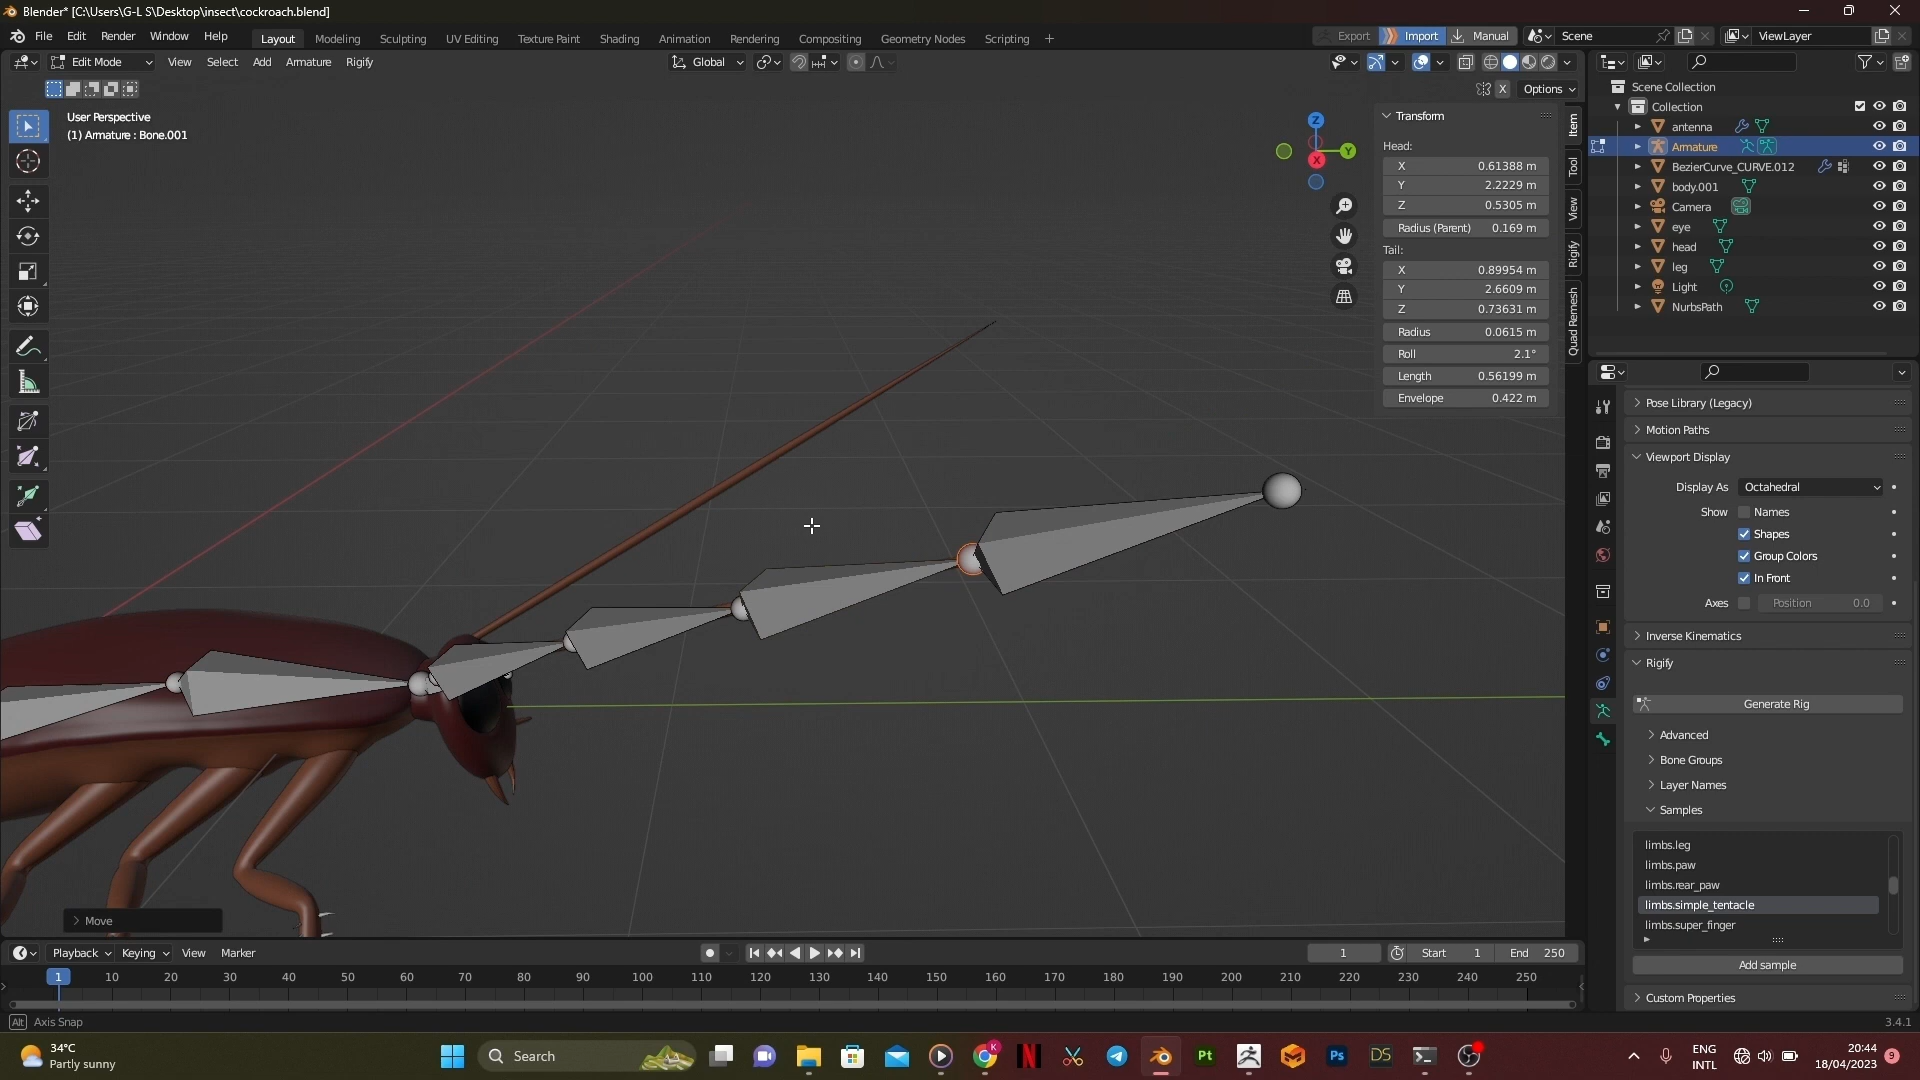 Blender* [C:\Users\G-L S\Desktop\insect\cockroach.blend]
File Edit Render Window Help Layout Modeling Sculpting UV Editing Texture Paint Shading Animation Rendering Compositing Geometry Nodes Scripting + Export Import Manual Scene ViewLayer
Edit Mode View Select Add Armature Rigify Global
X Options
User Perspective
(1) Armature : Bone.001
Z
Y
X
Transform
Head:
X 0.61388 m
Y 2.2229 m
Z 0.5305 m
Radius (Parent) 0.169 m
Tail:
X 0.89954 m
Y 2.6609 m
Z 0.73631 m
Radius 0.0615 m
Roll 2.1°
Length 0.56199 m
Envelope 0.422 m
Item
Tool
View
Rigify
Quad Remesh
Scene Collection
Collection
antenna
Armature
BezierCurve_CURVE.012
body.001
Camera
eye
head
leg
Light
NurbsPath
Pose Library (Legacy)
Motion Paths
Viewport Display
Display As Octahedral
Show Names
Shapes
Group Colors
In Front
Axes Position 0.0
Inverse Kinematics
Rigify
Generate Rig
Advanced
Bone Groups
Layer Names
Samples
limbs.leg
limbs.paw
limbs.rear_paw
limbs.simple_tentacle
limbs.super_finger
Add sample
Custom Properties
Move
Playback Keying View Marker 1 Start 1 End 250
1 10 20 30 40 50 60 70 80 90 100 110 120 130 140 150 160 170 180 190 200 210 220 230 240 250
Alt Axis Snap 3.4.1
34°C
Partly sunny
Search
K
N
Pt
Ps
DS
ENG
INTL
20:44
18/04/2023
9